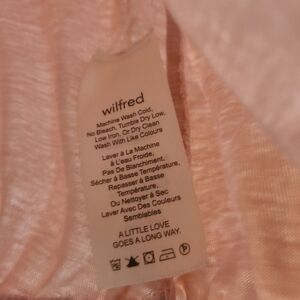 wilfred
Machine Wash Cold,
No Bleach, Tumble Dry Low,
Low Iron, Or Dry Clean
Wash With Like Colours
Laver à La Machine
à L'eau Froide,
Pas De Blanchiment,
Sécher à Basse Température,
Repasser à Basse
Température,
Ou Nettoyer à Sec
Laver Avec Des Couleurs
Semblables
A LITTLE LOVE
GOES A LONG WAY.
P